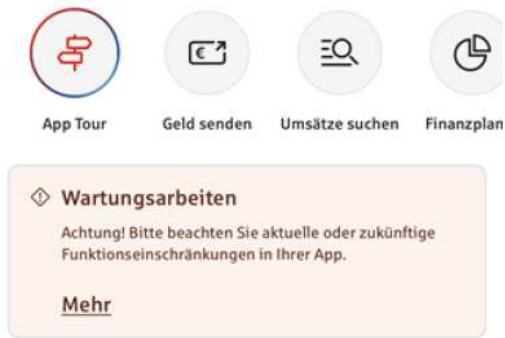 App Tour Geld senden Umsätze suchen Finanzplan
Wartungsarbeiten
Achtung! Bitte beachten Sie aktuelle oder zukünftige
Funktionseinschränkungen in Ihrer App.
Mehr